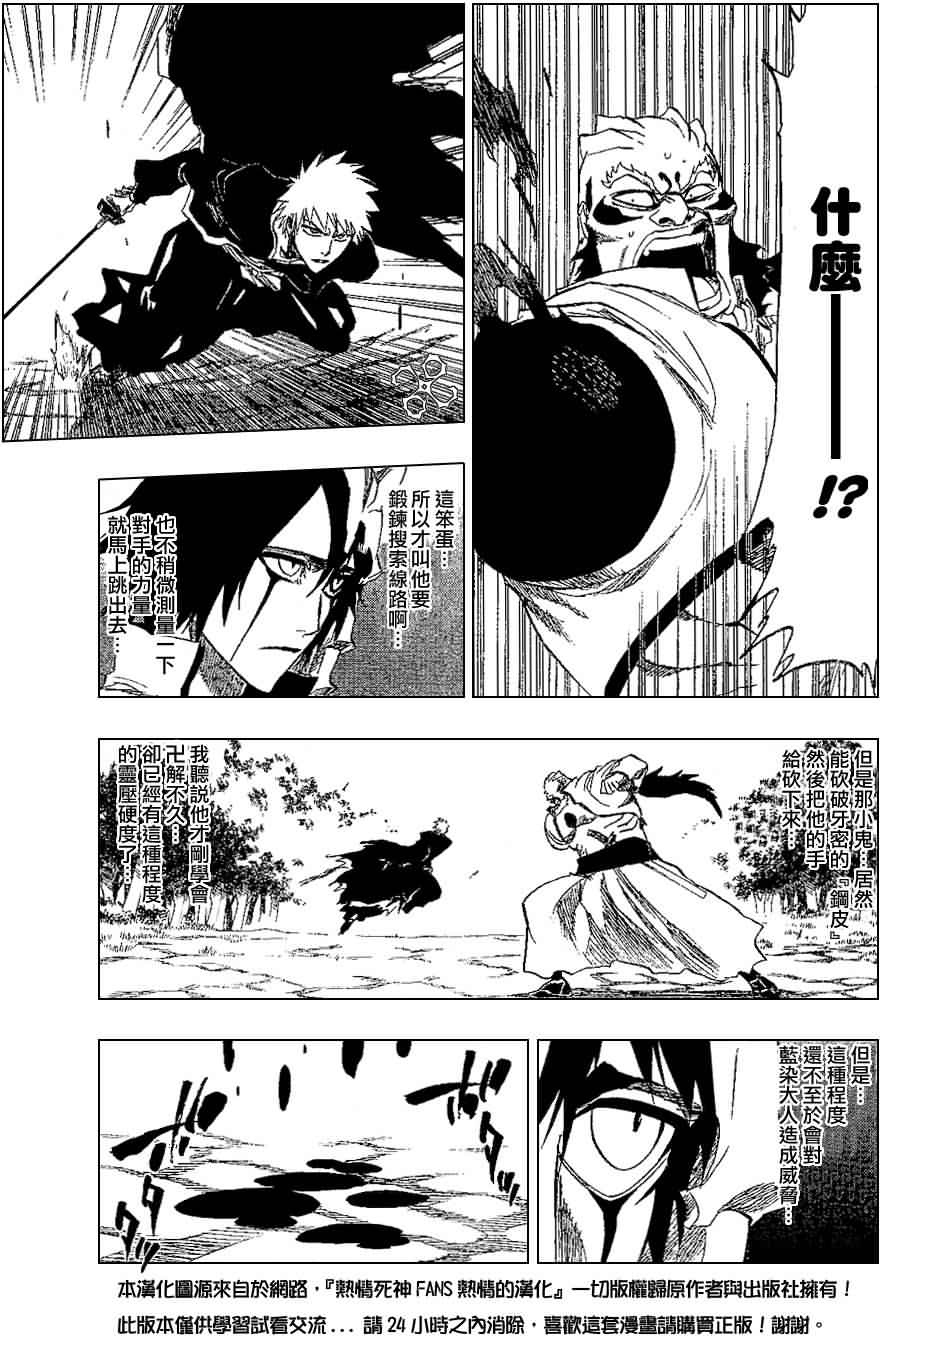 什麼——!?
這笨蛋…
所以才叫他要
鍛鍊搜索線路啊…
也不稍微測量一下
對手的力量
就馬上跳出去…
但是那小鬼…居然
能砍破牙密的『鋼皮』
然後把他的手
給砍下來…
我聽説他才剛學會
卍解不久…
卻已經有這種程度
的靈壓硬度了…
但是…
這種程度
還不至於會對
藍染大人造成威脅…
本漢化圖源來自於網路，『熱情死神 FANS 熱情的漢化』一切版權歸原作者與出版社擁有！
此版本僅供學習試看交流... 請 24 小時之內消除，喜歡這套漫畫請購買正版！謝謝。